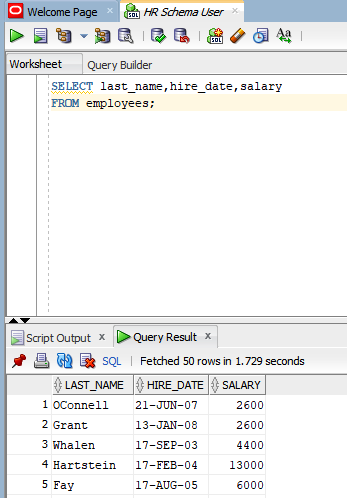 Welcome Page × HR Schema User ×
Worksheet Query Builder
SELECT last_name,hire_date,salary
FROM employees;
Script Output × Query Result ×
SQL Fetched 50 rows in 1.729 seconds
LAST_NAME HIRE_DATE SALARY
1 OConnell 21-JUN-07 2600
2 Grant 13-JAN-08 2600
3 Whalen 17-SEP-03 4400
4 Hartstein 17-FEB-04 13000
5 Fay 17-AUG-05 6000